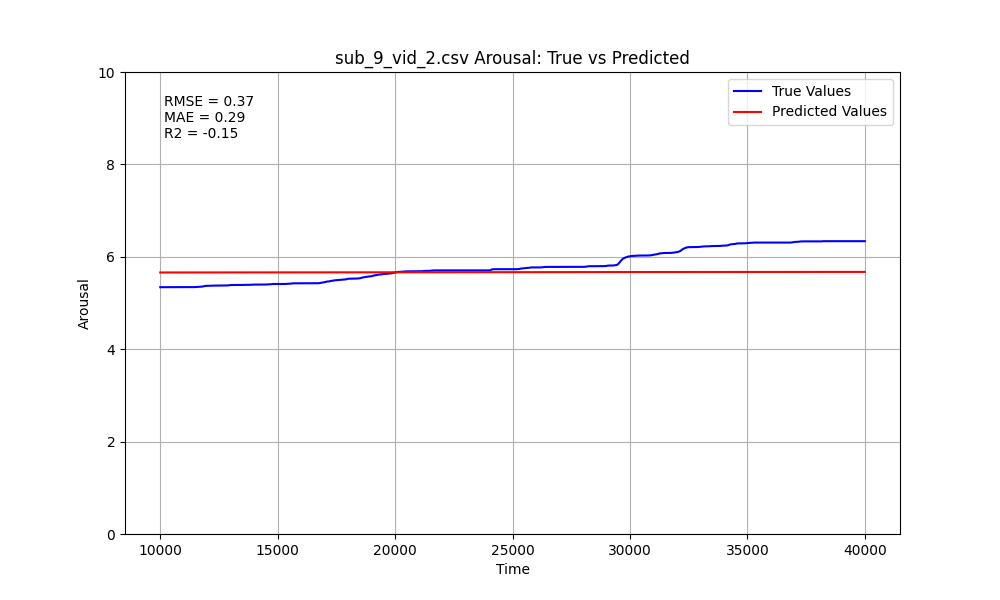 sub_9_vid_2.csv Arousal: True vs Predicted
RMSE = 0.37
MAE = 0.29
R2 = -0.15
True Values
Predicted Values
Arousal
10
8
6
4
2
0
10000 15000 20000 25000 30000 35000 40000
Time